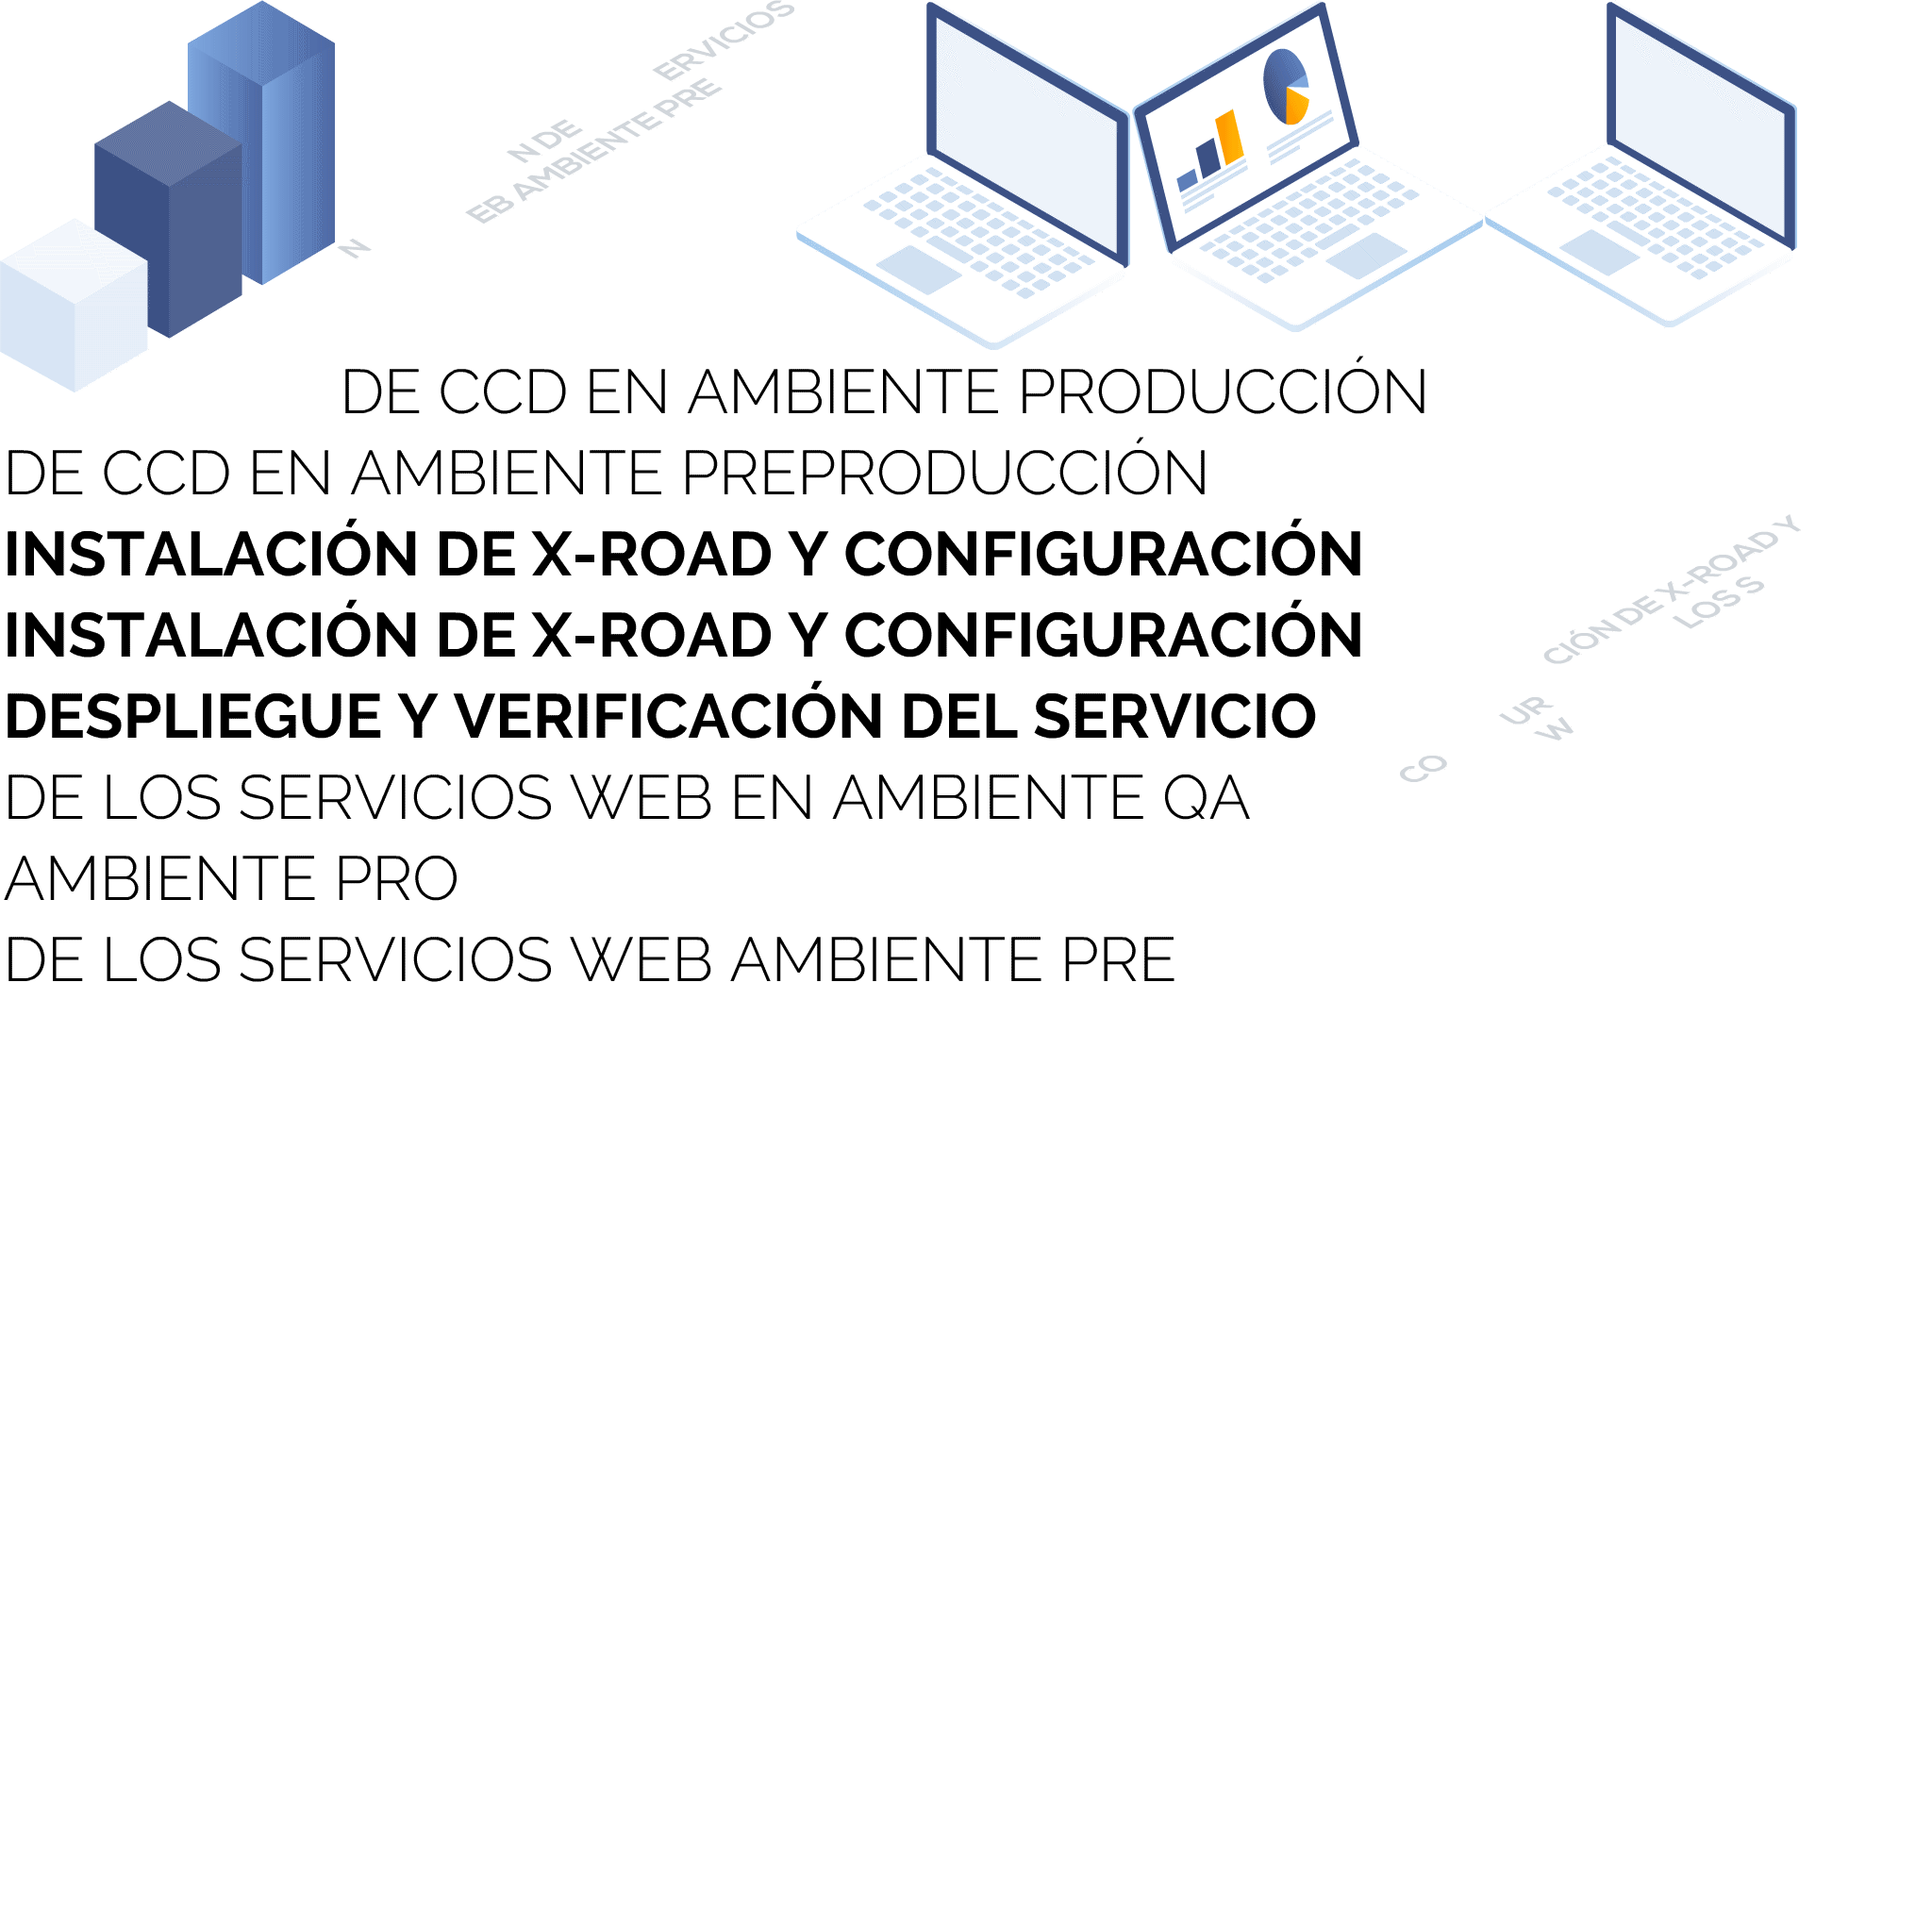 ERVICIOS
N DE
EB AMBIENTE PRE
N
DE CCD EN AMBIENTE PRODUCCIÓN
DE CCD EN AMBIENTE PREPRODUCCIÓN
INSTALACIÓN DE X-ROAD Y CONFIGURACIÓN
INSTALACIÓN DE X-ROAD Y CONFIGURACIÓN
DESPLIEGUE Y VERIFICACIÓN DEL SERVICIO
DE LOS SERVICIOS WEB EN AMBIENTE QA
AMBIENTE PRO
DE LOS SERVICIOS WEB AMBIENTE PRE
CIÓN DE X-ROAD Y
LOS S
UR
W
CO